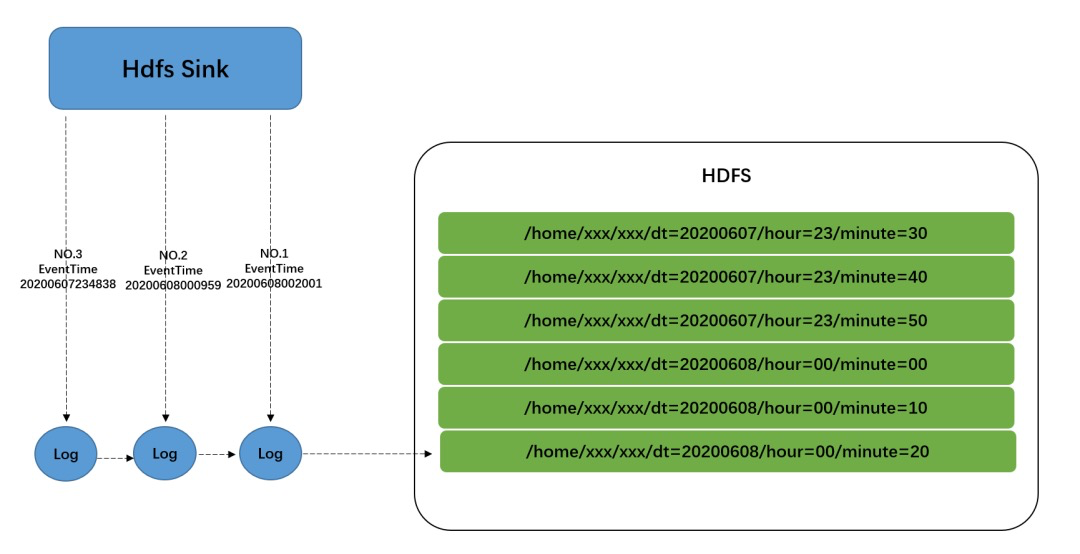 Hdfs Sink
NO.3
EventTime
20200607234838
NO.2
EventTime
20200608000959
NO.1
EventTime
20200608002001
Log
Log
Log
HDFS
/home/xxx/xxx/dt=20200607/hour=23/minute=30
/home/xxx/xxx/dt=20200607/hour=23/minute=40
/home/xxx/xxx/dt=20200607/hour=23/minute=50
/home/xxx/xxx/dt=20200608/hour=00/minute=00
/home/xxx/xxx/dt=20200608/hour=00/minute=10
/home/xxx/xxx/dt=20200608/hour=00/minute=20